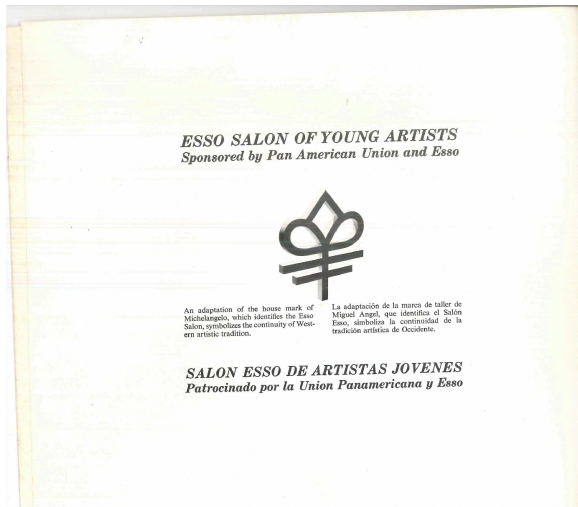 ESSO SALON OF YOUNG ARTISTS
Sponsored by Pan American Union and Esso
An adaptation of the house mark of
Michelangelo, which identifies the Esso
Salon, symbolizes the continuity of West-
ern artistic tradition.
La adaptación de la marca de taller de
Miguel Angel, que identifica el Salón
Esso, simboliza la continuidad de la
tradición artística de Occidente.
SALON ESSO DE ARTISTAS JOVENES
Patrocinado por la Union Panamericana y Esso